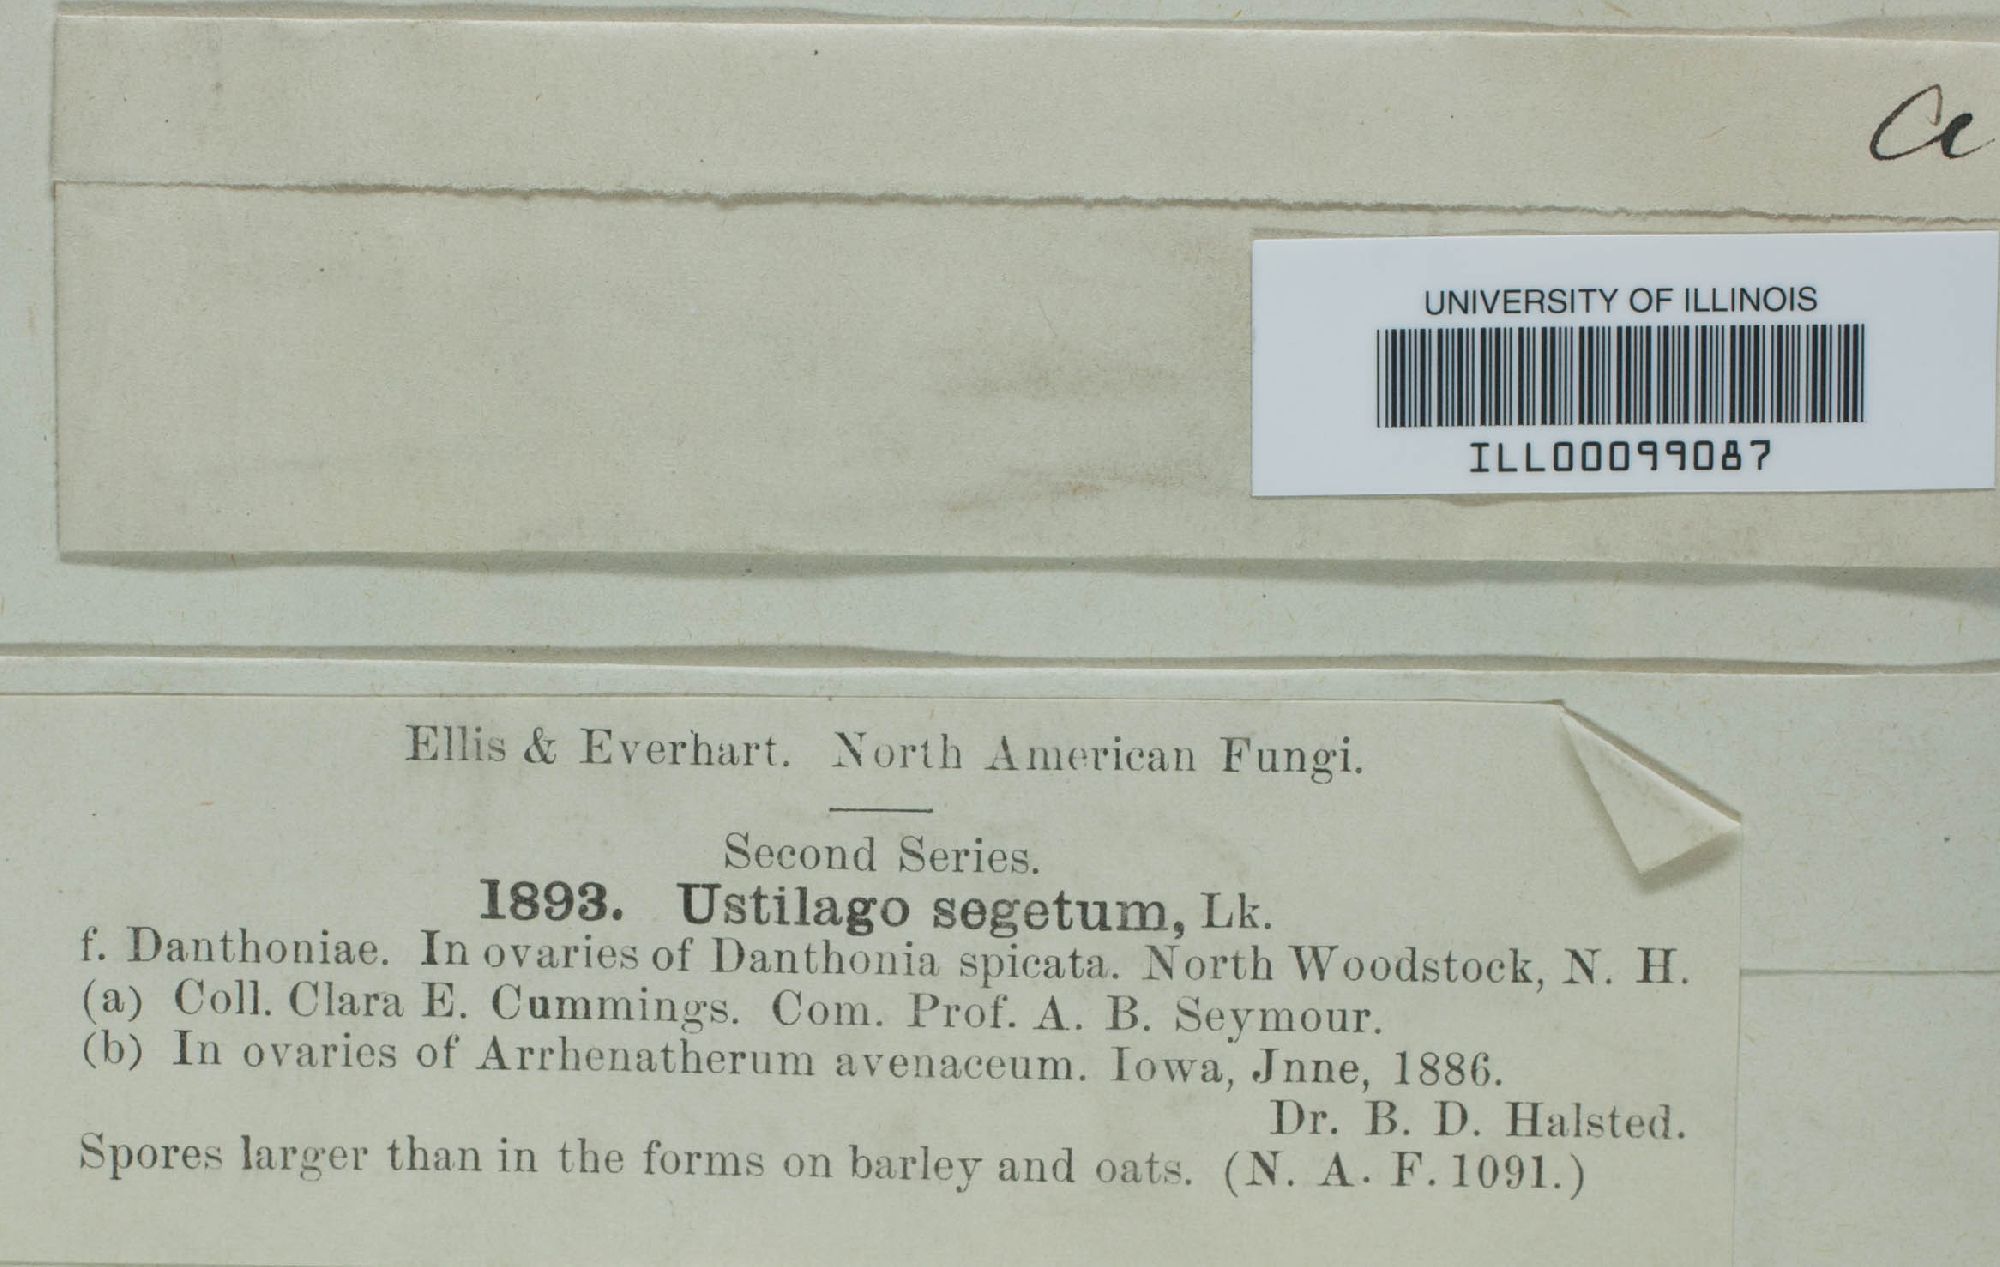 a
UNIVERSITY OF ILLINOIS
ILL00099087
Ellis & Everhart. North American Fungi.
Second Series.
1893. Ustilago segetum, Lk.
f. Danthoniae. In ovaries of Danthonia spicata. North Woodstock, N. H.
(a) Coll. Clara E. Cummings. Com. Prof. A. B. Seymour.
(b) In ovaries of Arrhenatherum avenaceum. Iowa, Jnne, 1886.
Dr. B. D. Halsted.
Spores larger than in the forms on barley and oats. (N. A. F. 1091.)